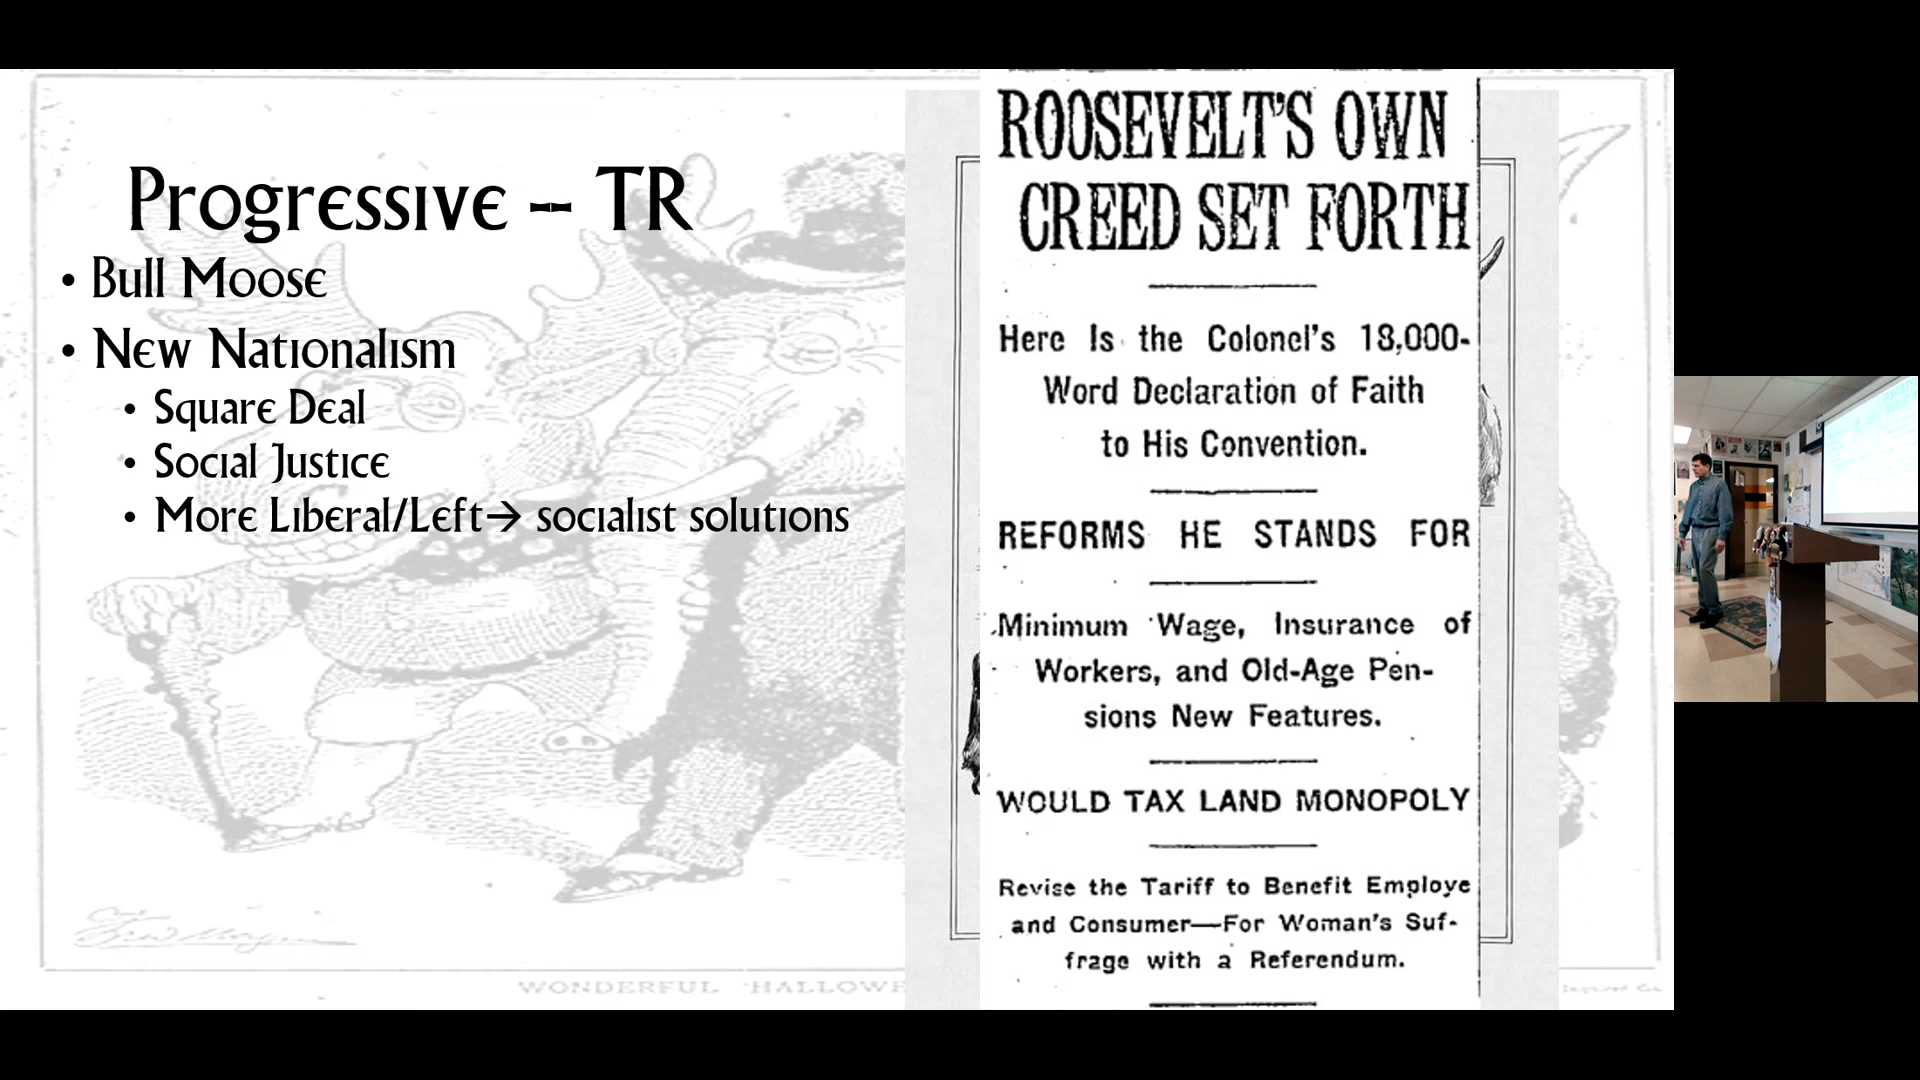 Progressive -- TR
• Bull Moose
• New Nationalism
• Square Deal
• Social Justice
• More Liberal/Left→ socialist solutions
WONDERFUL HALLOWE
ROOSEVELT'S OWN
CREED SET FORTH
Here Is the Colonel's 18,000-
Word Declaration of Faith
to His Convention.
REFORMS HE STANDS FOR
Minimum Wage, Insurance of
Workers, and Old-Age Pen-
sions New Features.
WOULD TAX LAND MONOPOLY
Revise the Tariff to Benefit Employe
and Consumer—For Woman's Suf-
frage with a Referendum.